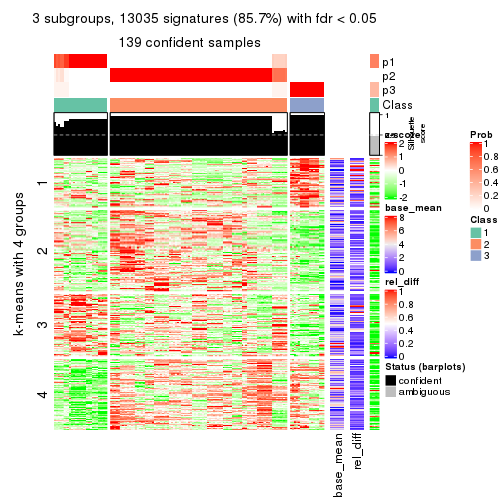 3 subgroups, 13035 signatures (85.7%) with fdr < 0.05
139 confident samples
p1
p2
p3
Class
1
Silhouette
score
z-score
2
1
0
-1
-2
base_mean
8
6
4
2
0
rel_diff
1
0.8
0.6
0.4
0.2
0
Status (barplots)
confident
ambiguous
Prob
1
0.8
0.6
0.4
0.2
0
Class
1
2
3
k-means with 4 groups
1
2
3
4
base_mean
rel_diff